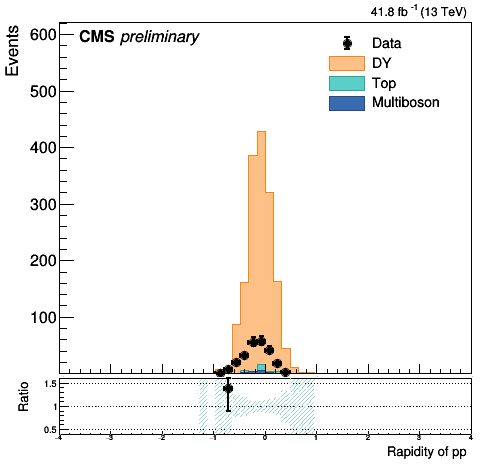 41.8 fb⁻¹ (13 TeV)
Events
600
500
400
300
200
100
CMS preliminary
Data
DY
Top
Multiboson
Ratio
1.5
1
0.5
-4 -3 -2 -1 0 1 2 3 4
Rapidity of pp